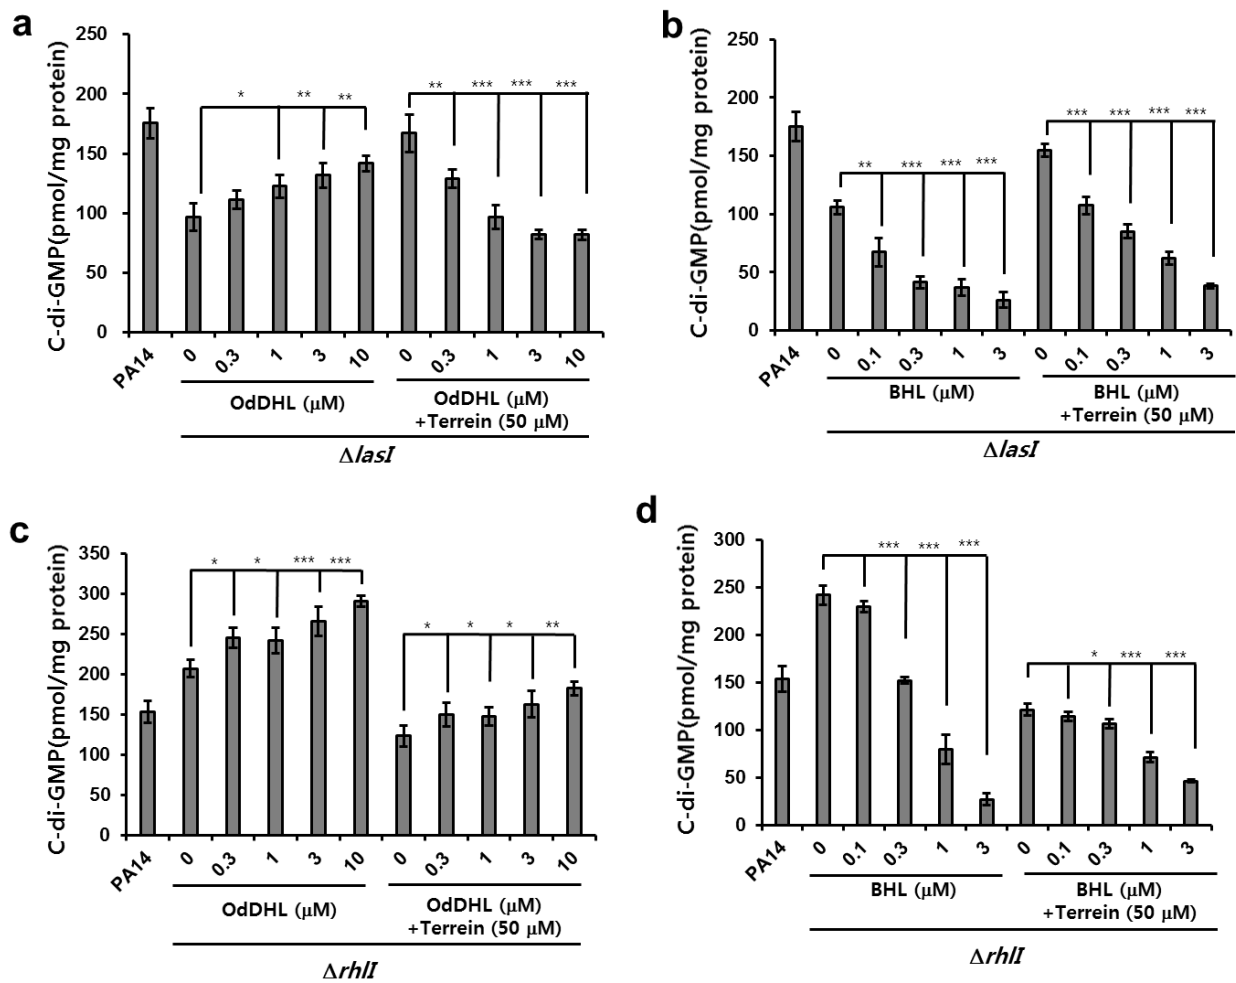 a
C-di-GMP(pmol/mg protein)
250
200
150
100
50
0
* ** **
** *** *** ***
PA14 0 0.3 1 3 10 0 0.3 1 3 10
OdDHL (μM)
OdDHL (μM)
+Terrein (50 μM)
ΔlasI
b
C-di-GMP(pmol/mg protein)
250
200
150
100
50
0
** *** *** ***
*** *** *** ***
PA14 0 0.1 0.3 1 3 0 0.1 0.3 1 3
BHL (μM)
BHL (μM)
+Terrein (50 μM)
ΔlasI
c
C-di-GMP(pmol/mg protein)
350
300
250
200
150
100
50
0
* * *** ***
* * * **
PA14 0 0.3 1 3 10 0 0.3 1 3 10
OdDHL (μM)
OdDHL (μM)
+Terrein (50 μM)
ΔrhlI
d
C-di-GMP(pmol/mg protein)
300
250
200
150
100
50
0
*** *** ***
* *** ***
PA14 0 0.1 0.3 1 3 0 0.1 0.3 1 3
BHL (μM)
BHL (μM)
+Terrein (50 μM)
ΔrhlI